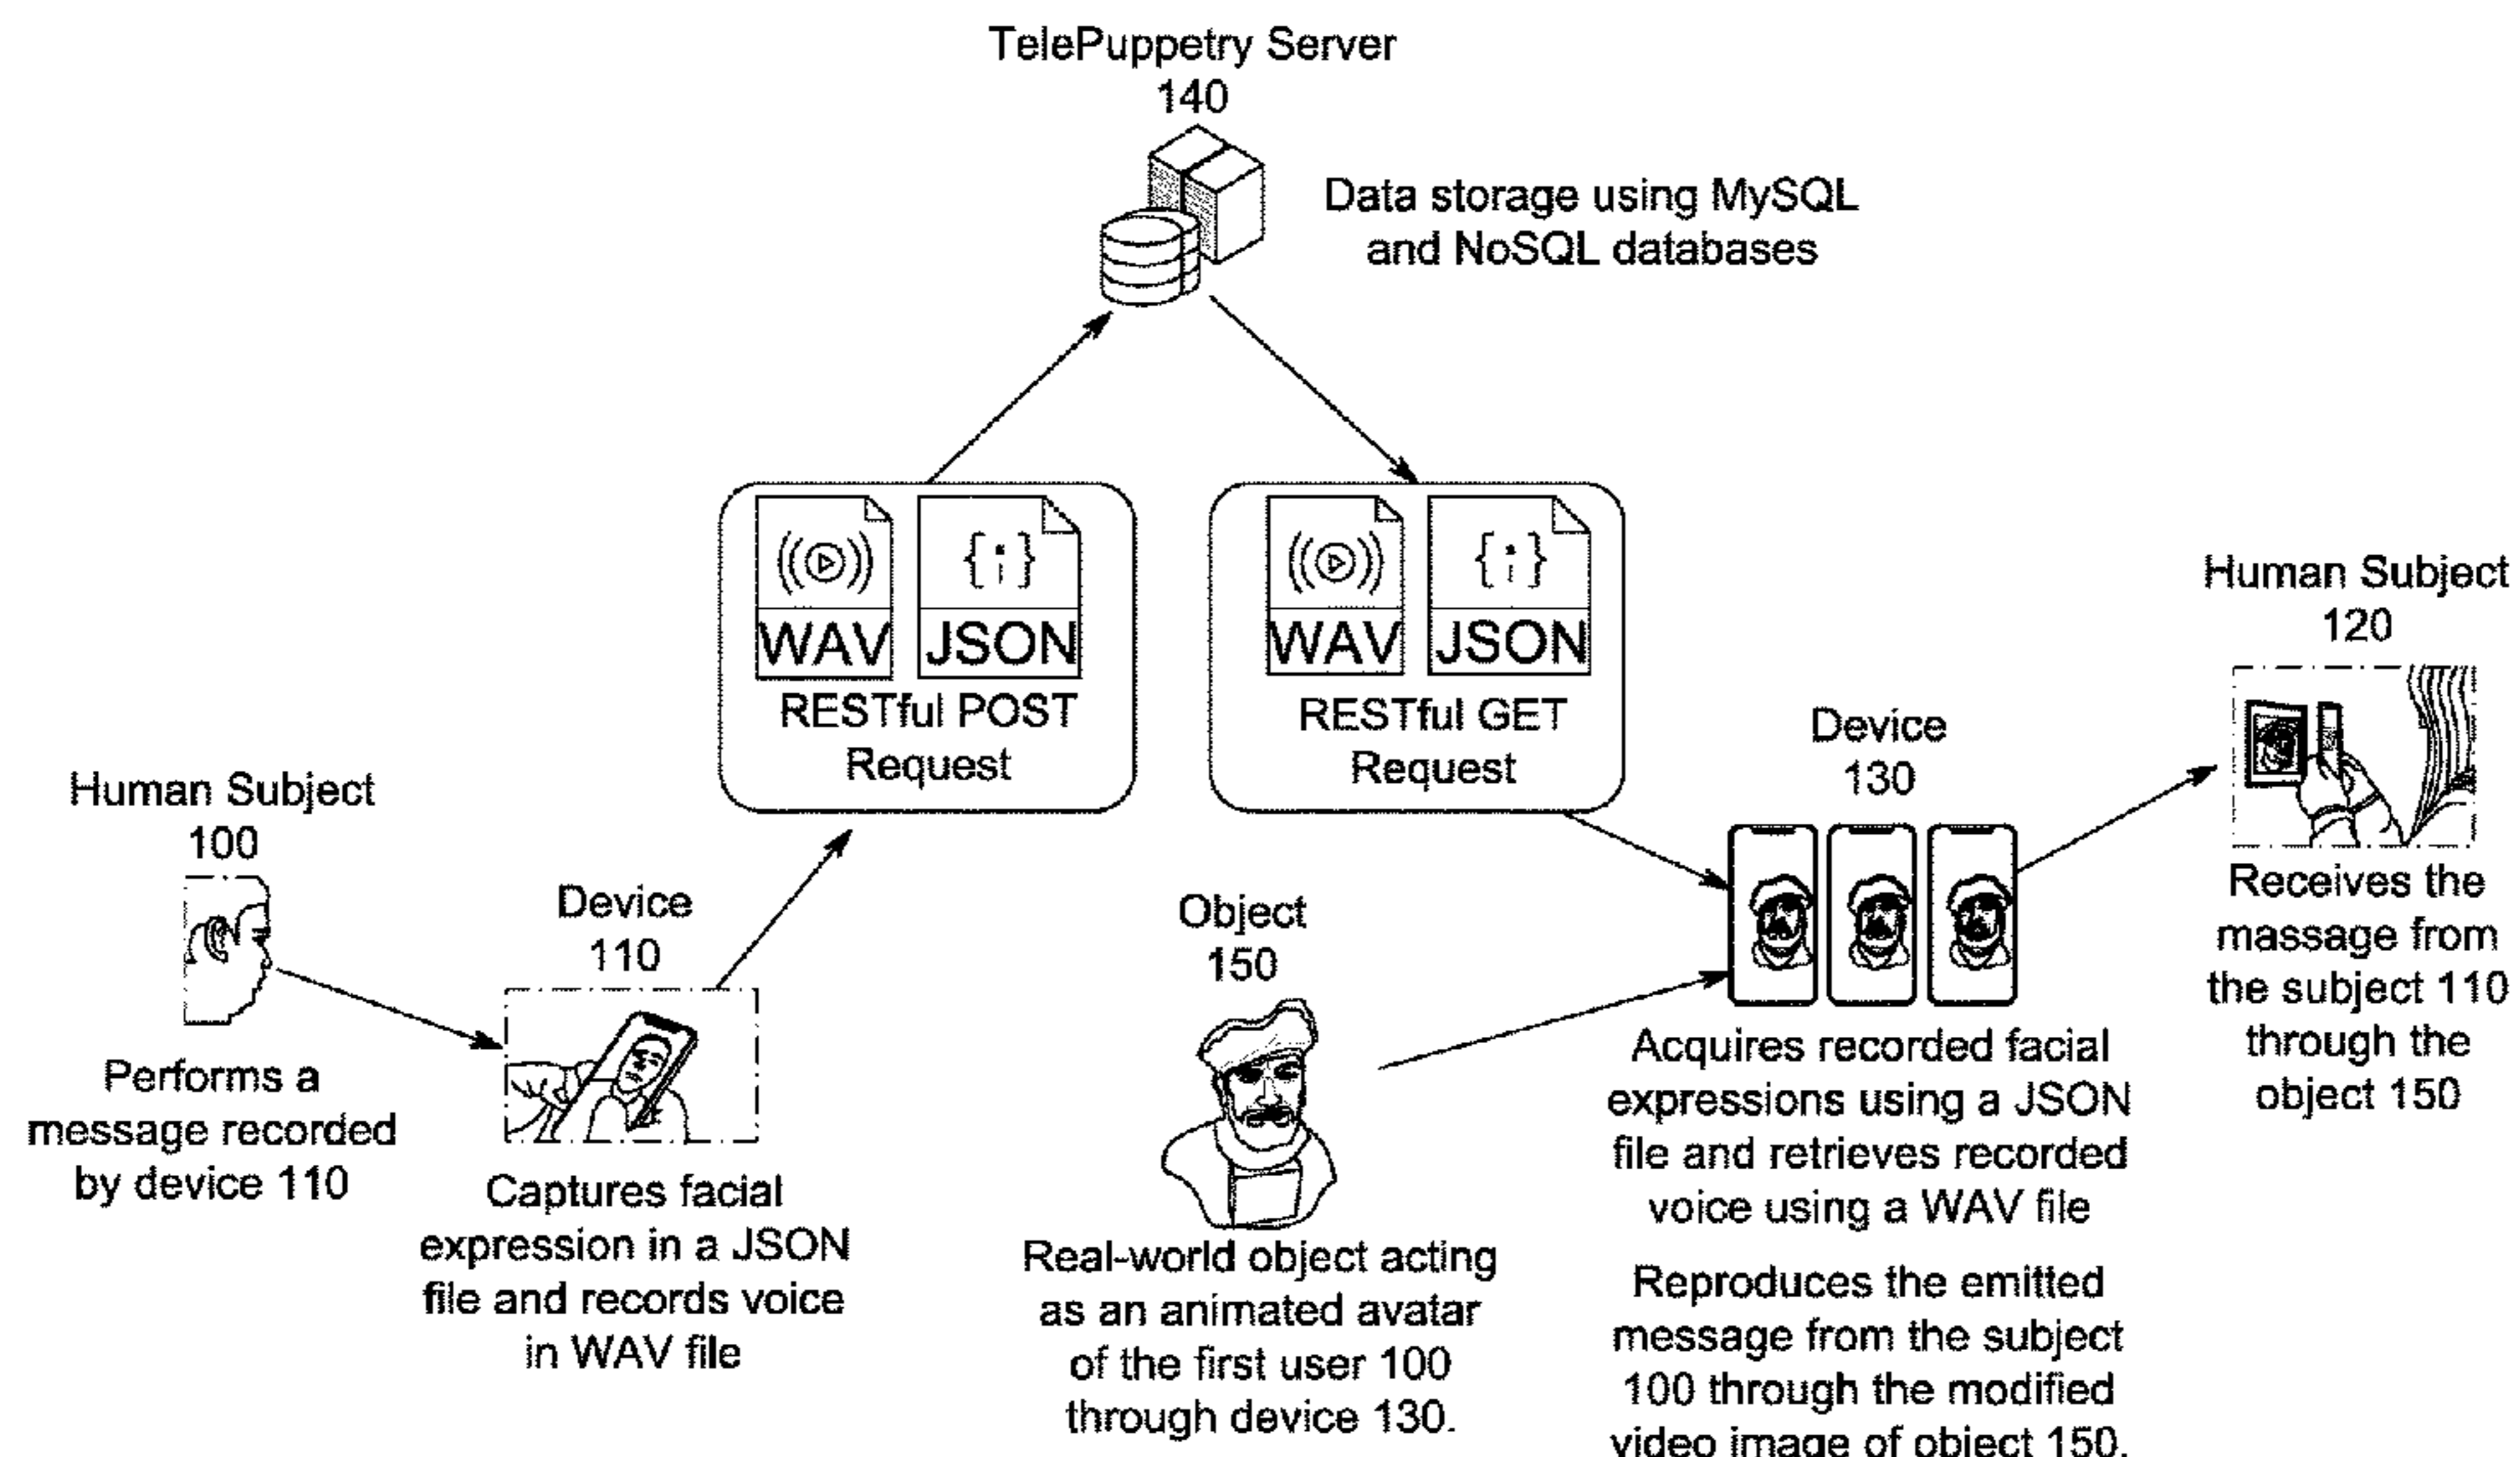 TelePuppetry Server
140
Data storage using MySQL
and NoSQL databases
WAV
JSON
RESTful POST
Request
WAV
JSON
RESTful GET
Request
Human Subject
100
Performs a
message recorded
by device 110
Device
110
Captures facial
expression in a JSON
file and records voice
in WAV file
Object
150
Real-world object acting
as an animated avatar
of the first user 100
through device 130.
Device
130
Acquires recorded facial
expressions using a JSON
file and retrieves recorded
voice using a WAV file
Reproduces the emitted
message from the subject
100 through the modified
video image of object 150.
Human Subject
120
Receives the
massage from
the subject 110
through the
object 150